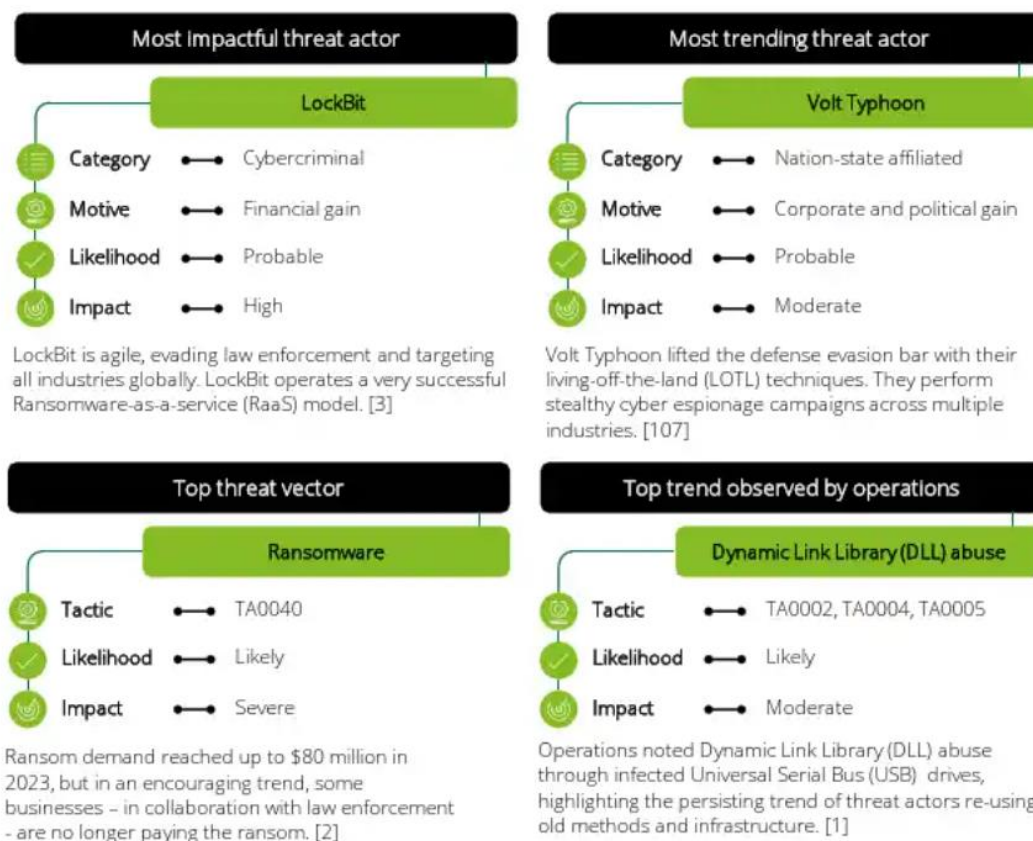 Most impactful threat actor
LockBit
Category Cybercriminal
Motive Financial gain
Likelihood Probable
Impact High
LockBit is agile, evading law enforcement and targeting
all industries globally. LockBit operates a very successful
Ransomware-as-a-service (RaaS) model. [3]
Most trending threat actor
Volt Typhoon
Category Nation-state affiliated
Motive Corporate and political gain
Likelihood Probable
Impact Moderate
Volt Typhoon lifted the defense evasion bar with their
living-off-the-land (LOTL) techniques. They perform
stealthy cyber espionage campaigns across multiple
industries. [107]
Top threat vector
Ransomware
Tactic TA0040
Likelihood Likely
Impact Severe
Ransom demand reached up to $80 million in
2023, but in an encouraging trend, some
businesses – in collaboration with law enforcement
- are no longer paying the ransom. [2]
Top trend observed by operations
Dynamic Link Library (DLL) abuse
Tactic TA0002, TA0004, TA0005
Likelihood Likely
Impact Moderate
Operations noted Dynamic Link Library (DLL) abuse
through infected Universal Serial Bus (USB) drives,
highlighting the persisting trend of threat actors re-using
old methods and infrastructure. [1]